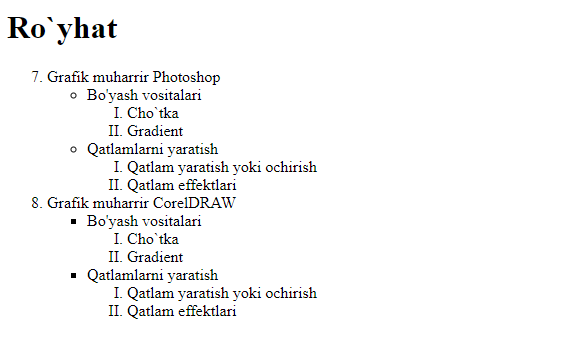 Ro`yhat
7. Grafik muharrir Photoshop
Bo'yash vositalari
I. Cho`tka
II. Gradient
Qatlamlarni yaratish
I. Qatlam yaratish yoki ochirish
II. Qatlam effektlari
8. Grafik muharrir CorelDRAW
Bo'yash vositalari
I. Cho`tka
II. Gradient
Qatlamlarni yaratish
I. Qatlam yaratish yoki ochirish
II. Qatlam effektlari